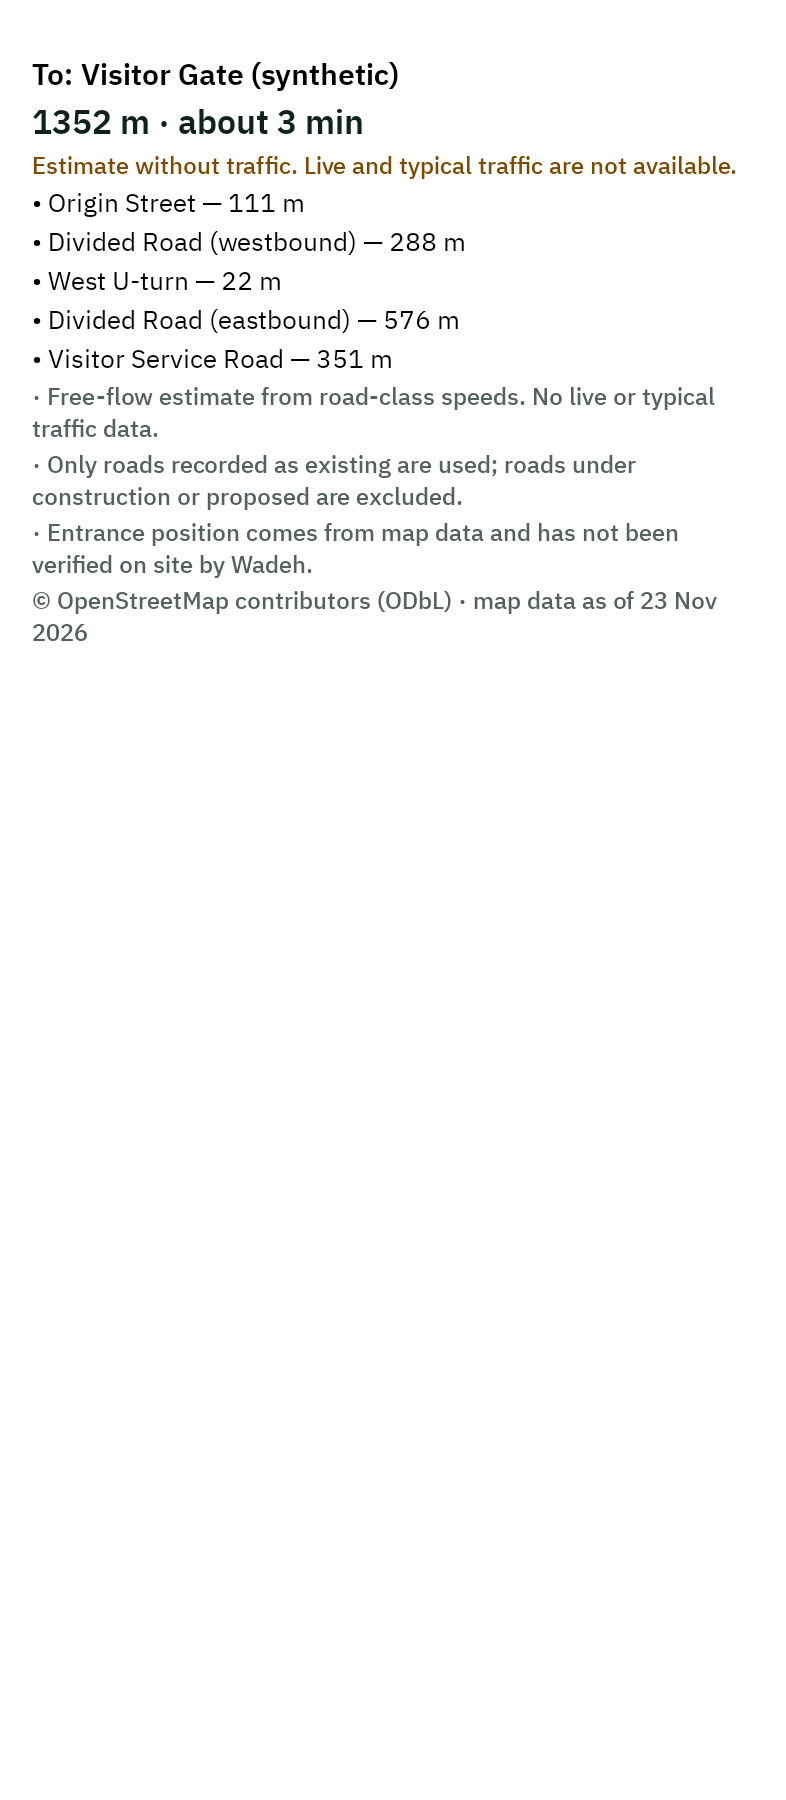 To: Visitor Gate (synthetic)
1352 m · about 3 min
Estimate without traffic. Live and typical traffic are not available.
• Origin Street — 111 m
• Divided Road (westbound) — 288 m
• West U-turn — 22 m
• Divided Road (eastbound) — 576 m
• Visitor Service Road — 351 m
· Free-flow estimate from road-class speeds. No live or typical
traffic data.
· Only roads recorded as existing are used; roads under
construction or proposed are excluded.
· Entrance position comes from map data and has not been
verified on site by Wadeh.
© OpenStreetMap contributors (ODbL) · map data as of 23 Nov
2026